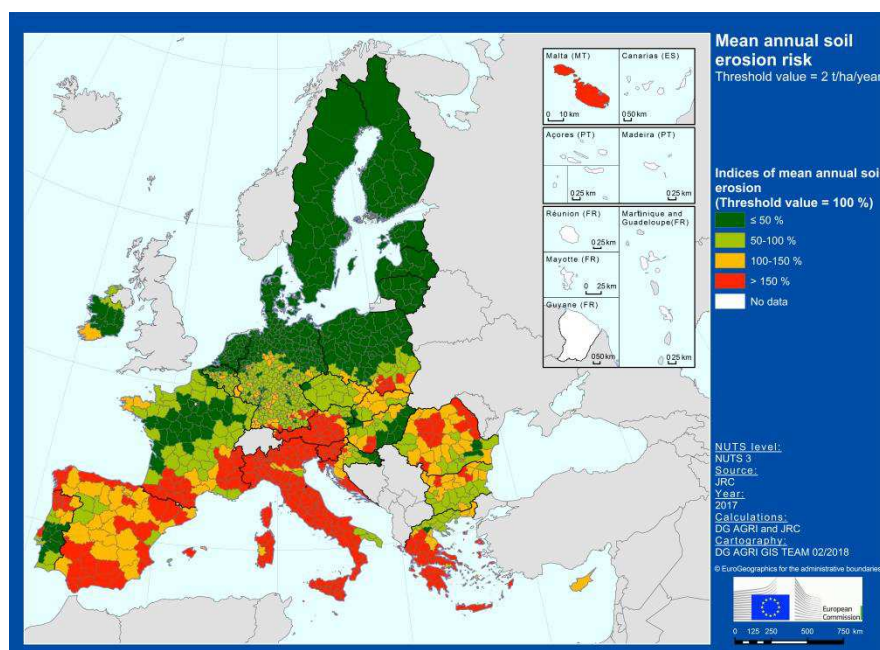 Mean annual soil
erosion risk
Threshold value = 2 t/ha/year
Malta (MT)
0 10 km
Canarias (ES)
0 50 km
Açores (PT)
0 25 km
Madeira (PT)
0 25 km
Réunion (FR)
0 25 km
Martinique and
Guadeloupe(FR)
0 25 km
Mayotte (FR)
0 25 km
Guyane (FR)
0 50 km
Indices of mean annual soil
erosion
(Threshold value = 100 %)
≤ 50 %
50-100 %
100-150 %
> 150 %
No data
NUTS level:
NUTS 3
Source:
JRC
Year:
2017
Calculations:
DG AGRI and JRC
Cartography:
DG AGRI GIS TEAM 02/2018
© EuroGeographics for the administrative boundaries
European
Commission
0 125 250 500 750 km